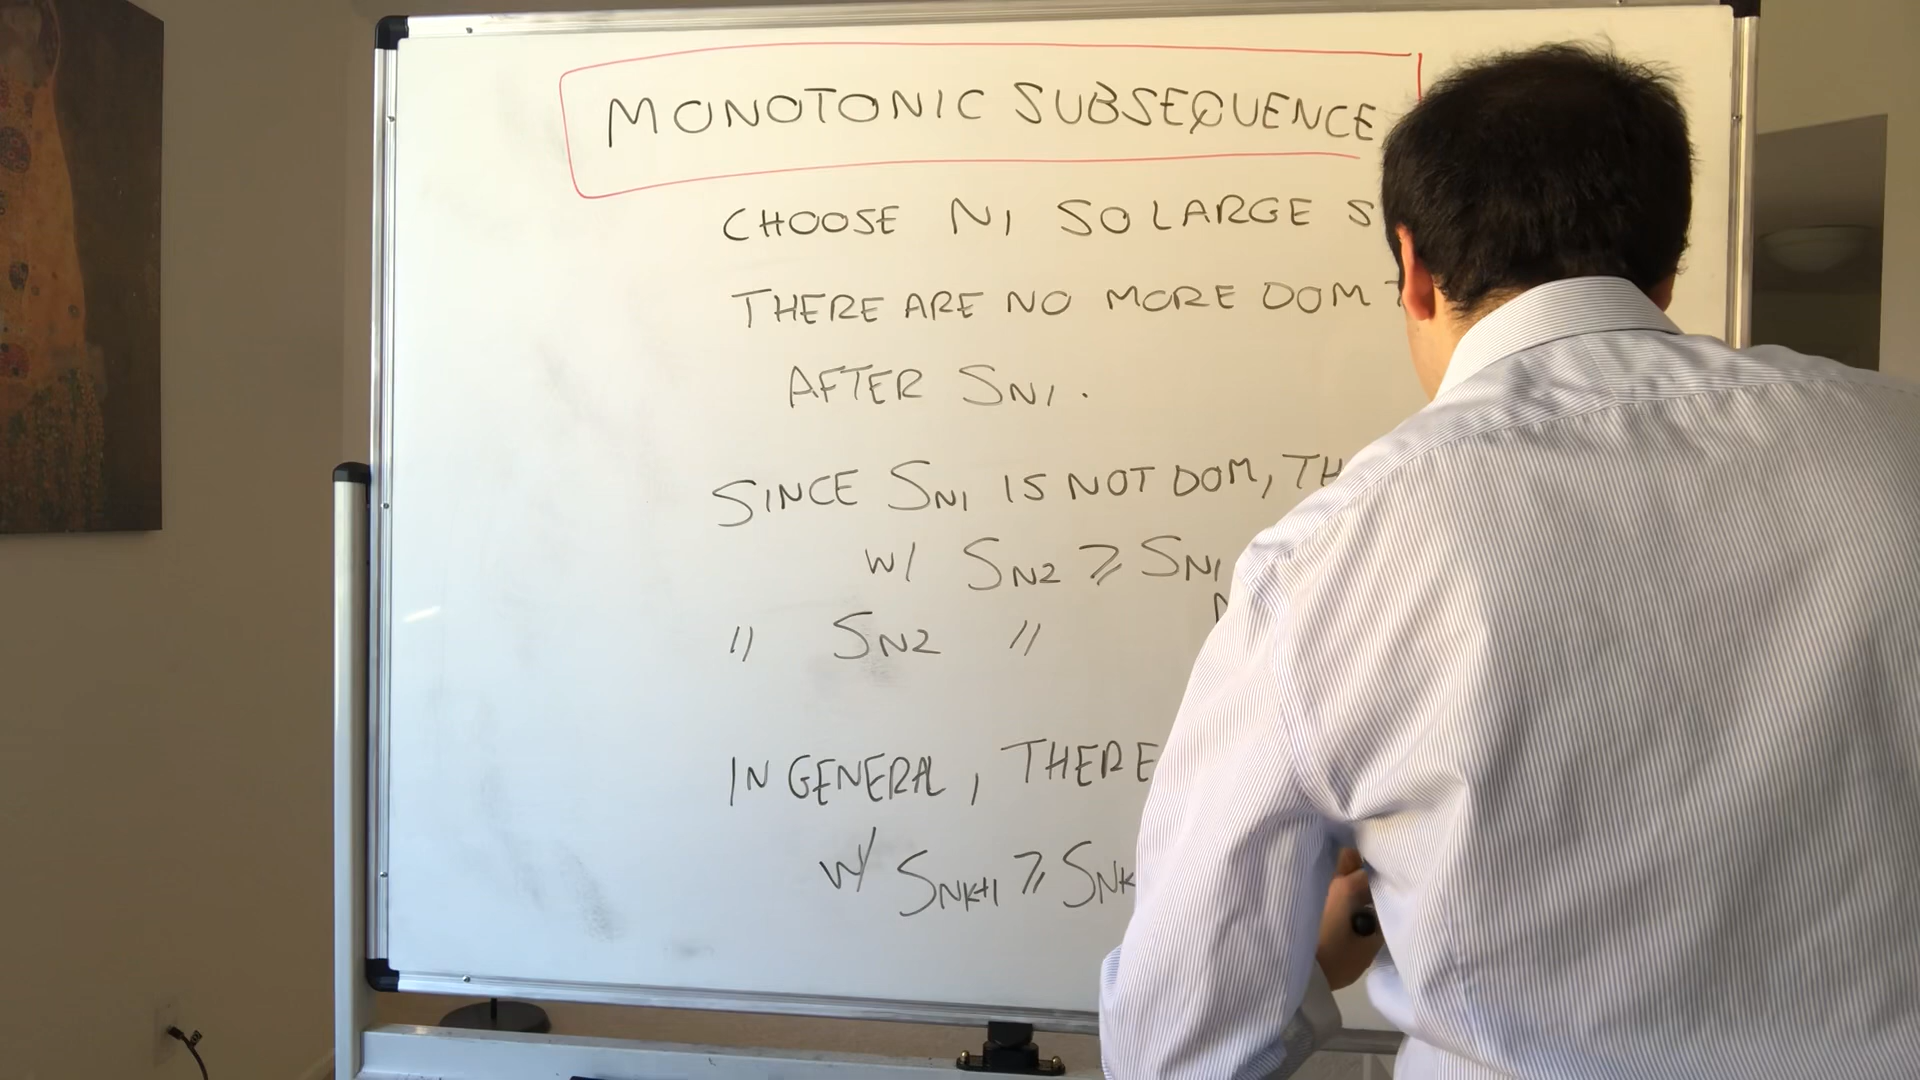 MONOTONIC SUBSEQUENCE
CHOOSE N1 SO LARGE
THERE ARE NO MORE DOM
AFTER SN1.
SINCE SN1 IS NOT DOM,
W/ SN2 ⩾ SN1
// SN2 //
IN GENERAL, THERE
W/ SNK+1 ⩾ SNK